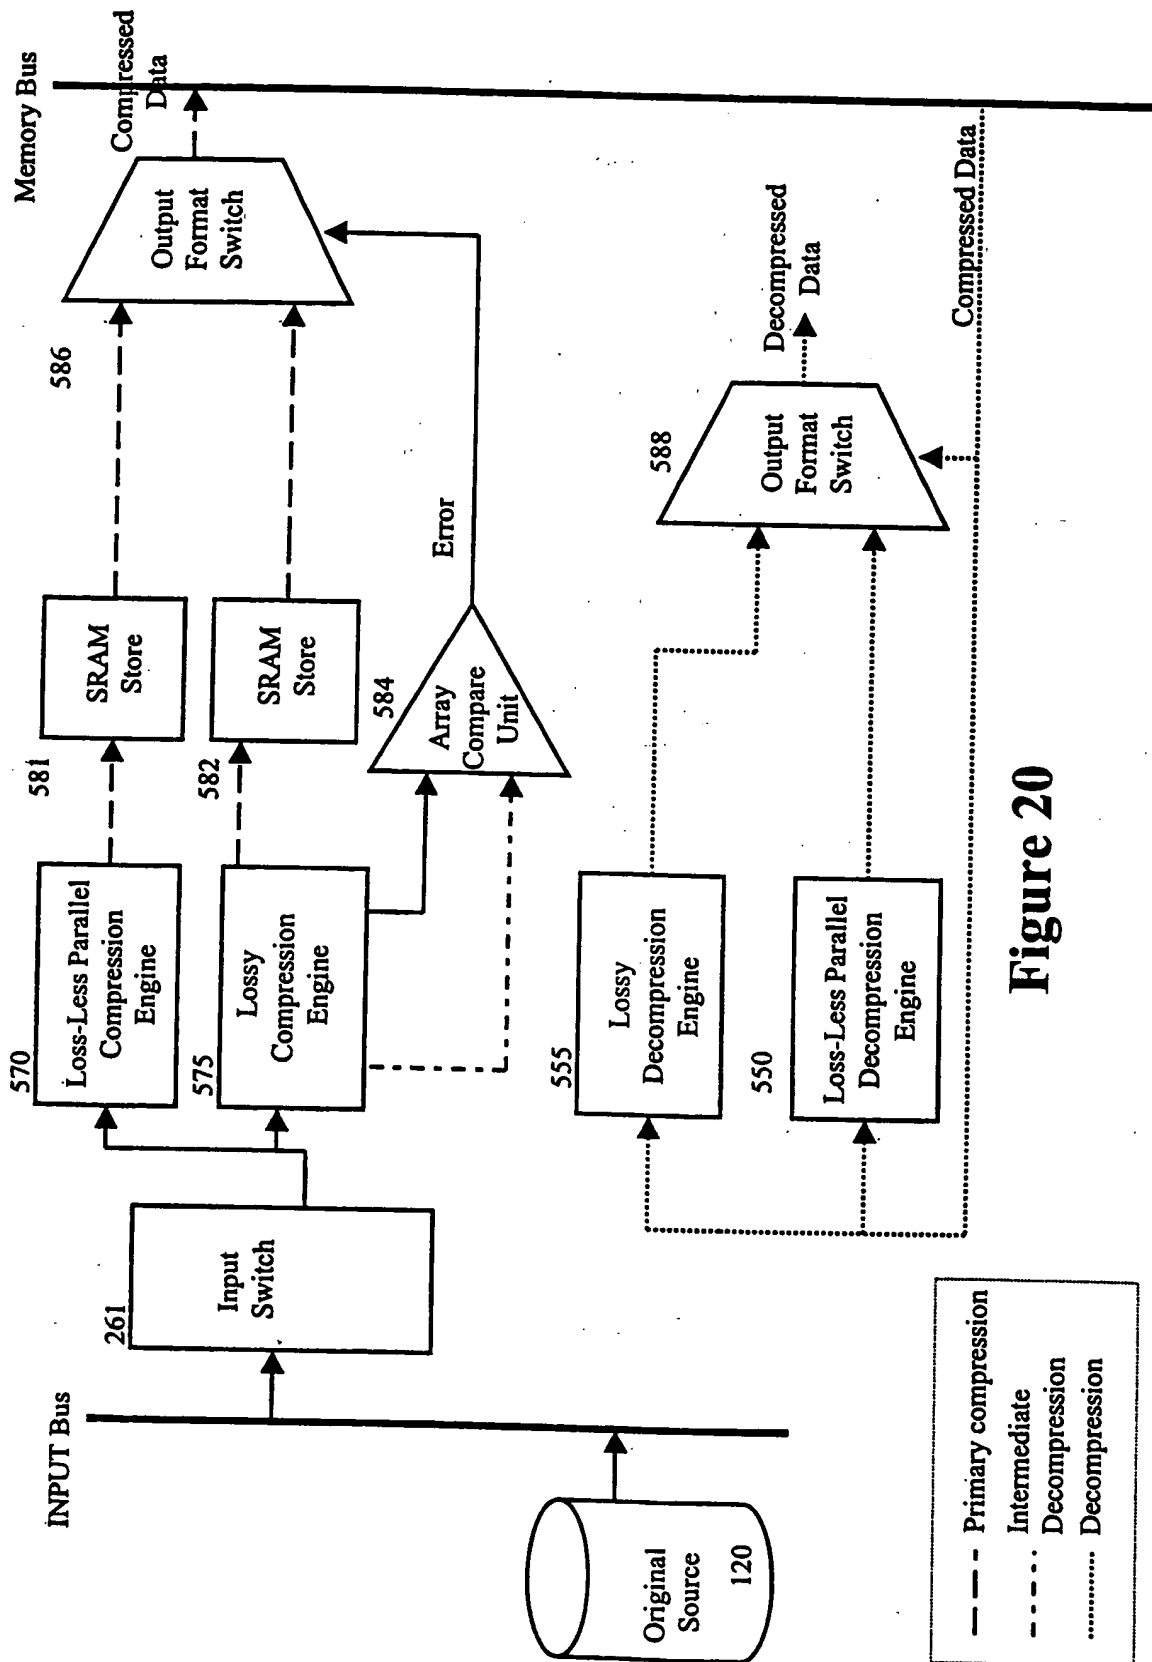 INPUT Bus
Memory Bus
261
Input
Switch
570
Loss-Less Parallel
Compression
Engine
581
SRAM
Store
586
Output
Format
Switch
Compressed
Data
575
Lossy
Compression
Engine
582
SRAM
Store
584
Array
Compare
Unit
Error
Original
Source
120
555
Lossy
Decompression
Engine
550
Loss-Less Parallel
Decompression
Engine
588
Output
Format
Switch
Decompressed
Data
Compressed Data
Primary compression
Intermediate
Decompression
Decompression
Figure 20